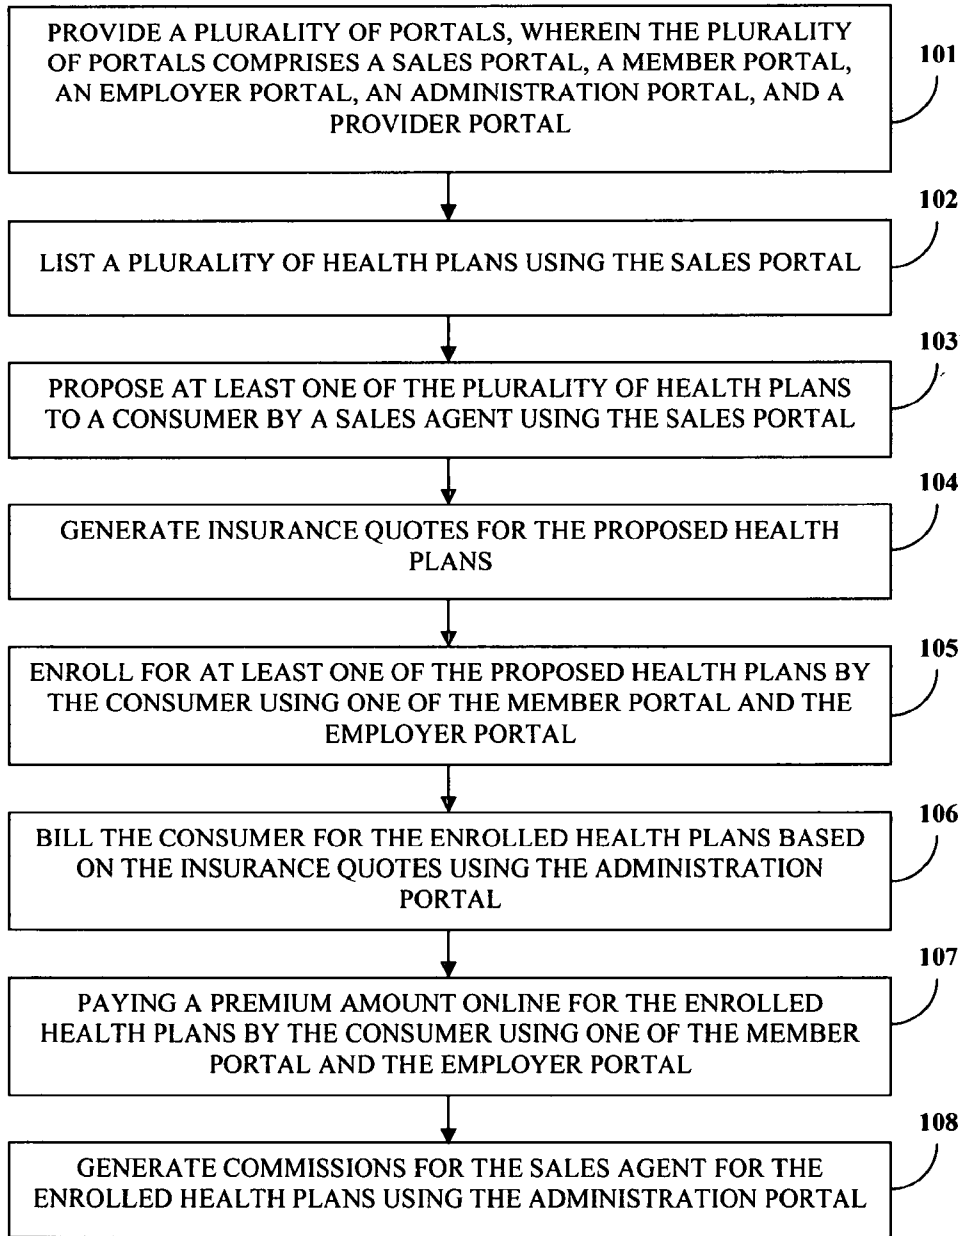 PROVIDE A PLURALITY OF PORTALS, WHEREIN THE PLURALITY
OF PORTALS COMPRISES A SALES PORTAL, A MEMBER PORTAL,
AN EMPLOYER PORTAL, AN ADMINISTRATION PORTAL, AND A
PROVIDER PORTAL
101
102
LIST A PLURALITY OF HEALTH PLANS USING THE SALES PORTAL
103
PROPOSE AT LEAST ONE OF THE PLURALITY OF HEALTH PLANS
TO A CONSUMER BY A SALES AGENT USING THE SALES PORTAL
104
GENERATE INSURANCE QUOTES FOR THE PROPOSED HEALTH
PLANS
105
ENROLL FOR AT LEAST ONE OF THE PROPOSED HEALTH PLANS BY
THE CONSUMER USING ONE OF THE MEMBER PORTAL AND THE
EMPLOYER PORTAL
106
BILL THE CONSUMER FOR THE ENROLLED HEALTH PLANS BASED
ON THE INSURANCE QUOTES USING THE ADMINISTRATION
PORTAL
107
PAYING A PREMIUM AMOUNT ONLINE FOR THE ENROLLED
HEALTH PLANS BY THE CONSUMER USING ONE OF THE MEMBER
PORTAL AND THE EMPLOYER PORTAL
108
GENERATE COMMISSIONS FOR THE SALES AGENT FOR THE
ENROLLED HEALTH PLANS USING THE ADMINISTRATION PORTAL